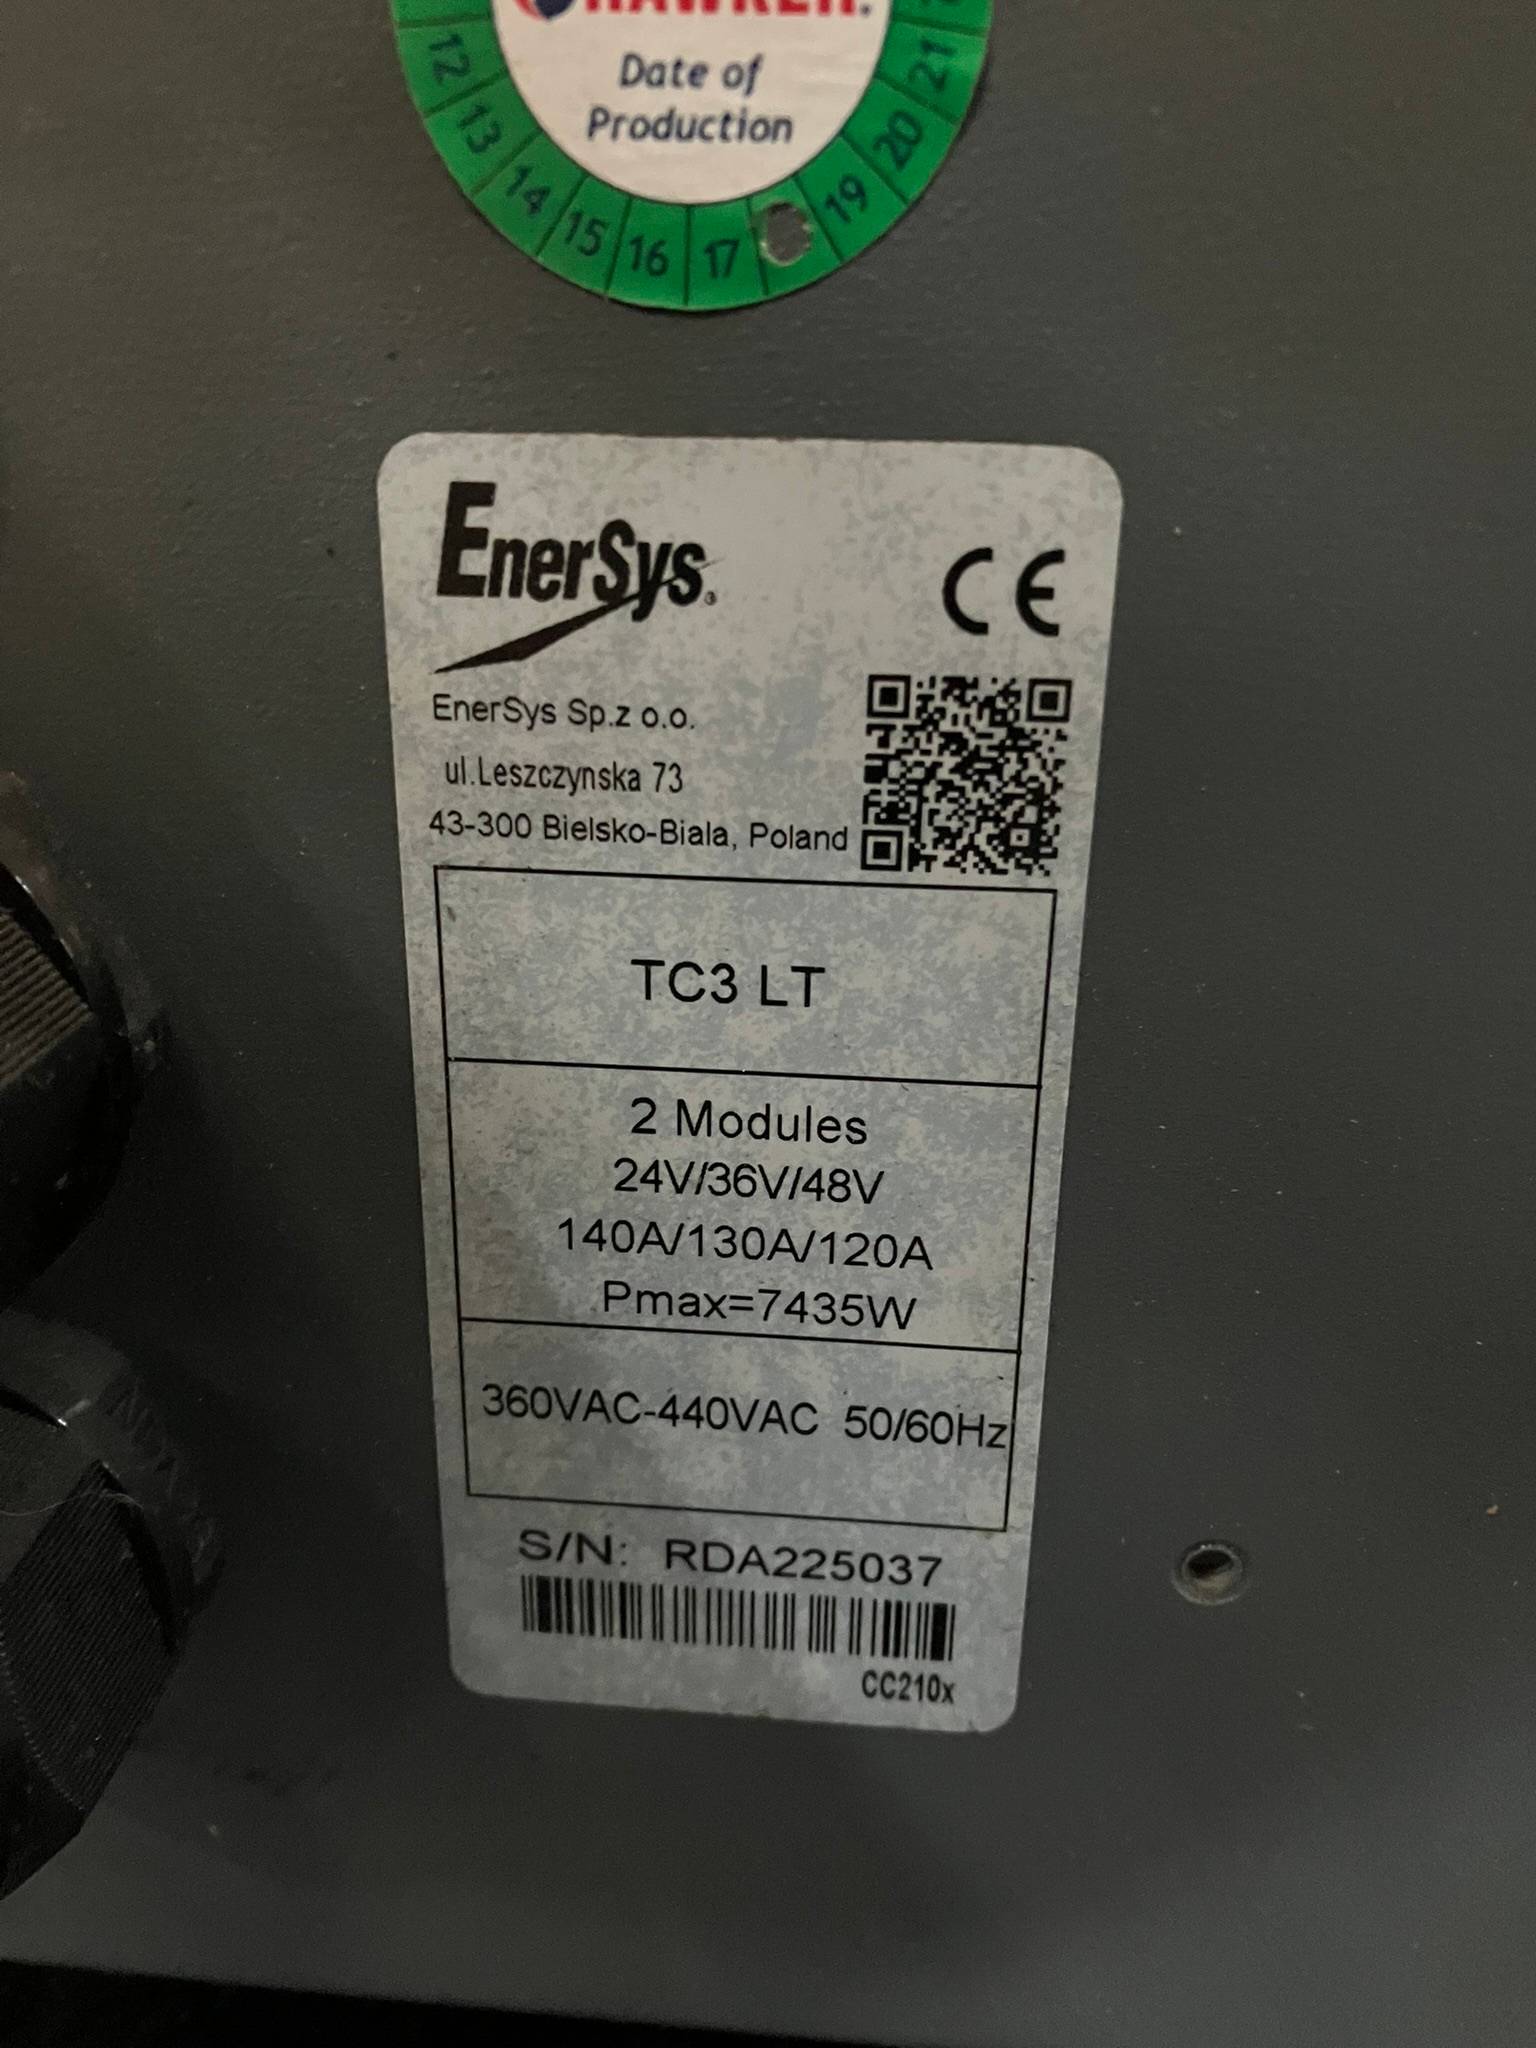 HAWKER.
Date of
Production
12 13 14 15 16 17 19 20 21
EnerSys®
CE
EnerSys Sp.z o.o.
ul.Leszczynska 73
43-300 Bielsko-Biala, Poland
TC3 LT
2 Modules
24V/36V/48V
140A/130A/120A
Pmax=7435W
360VAC-440VAC 50/60Hz
S/N: RDA225037
CC210x